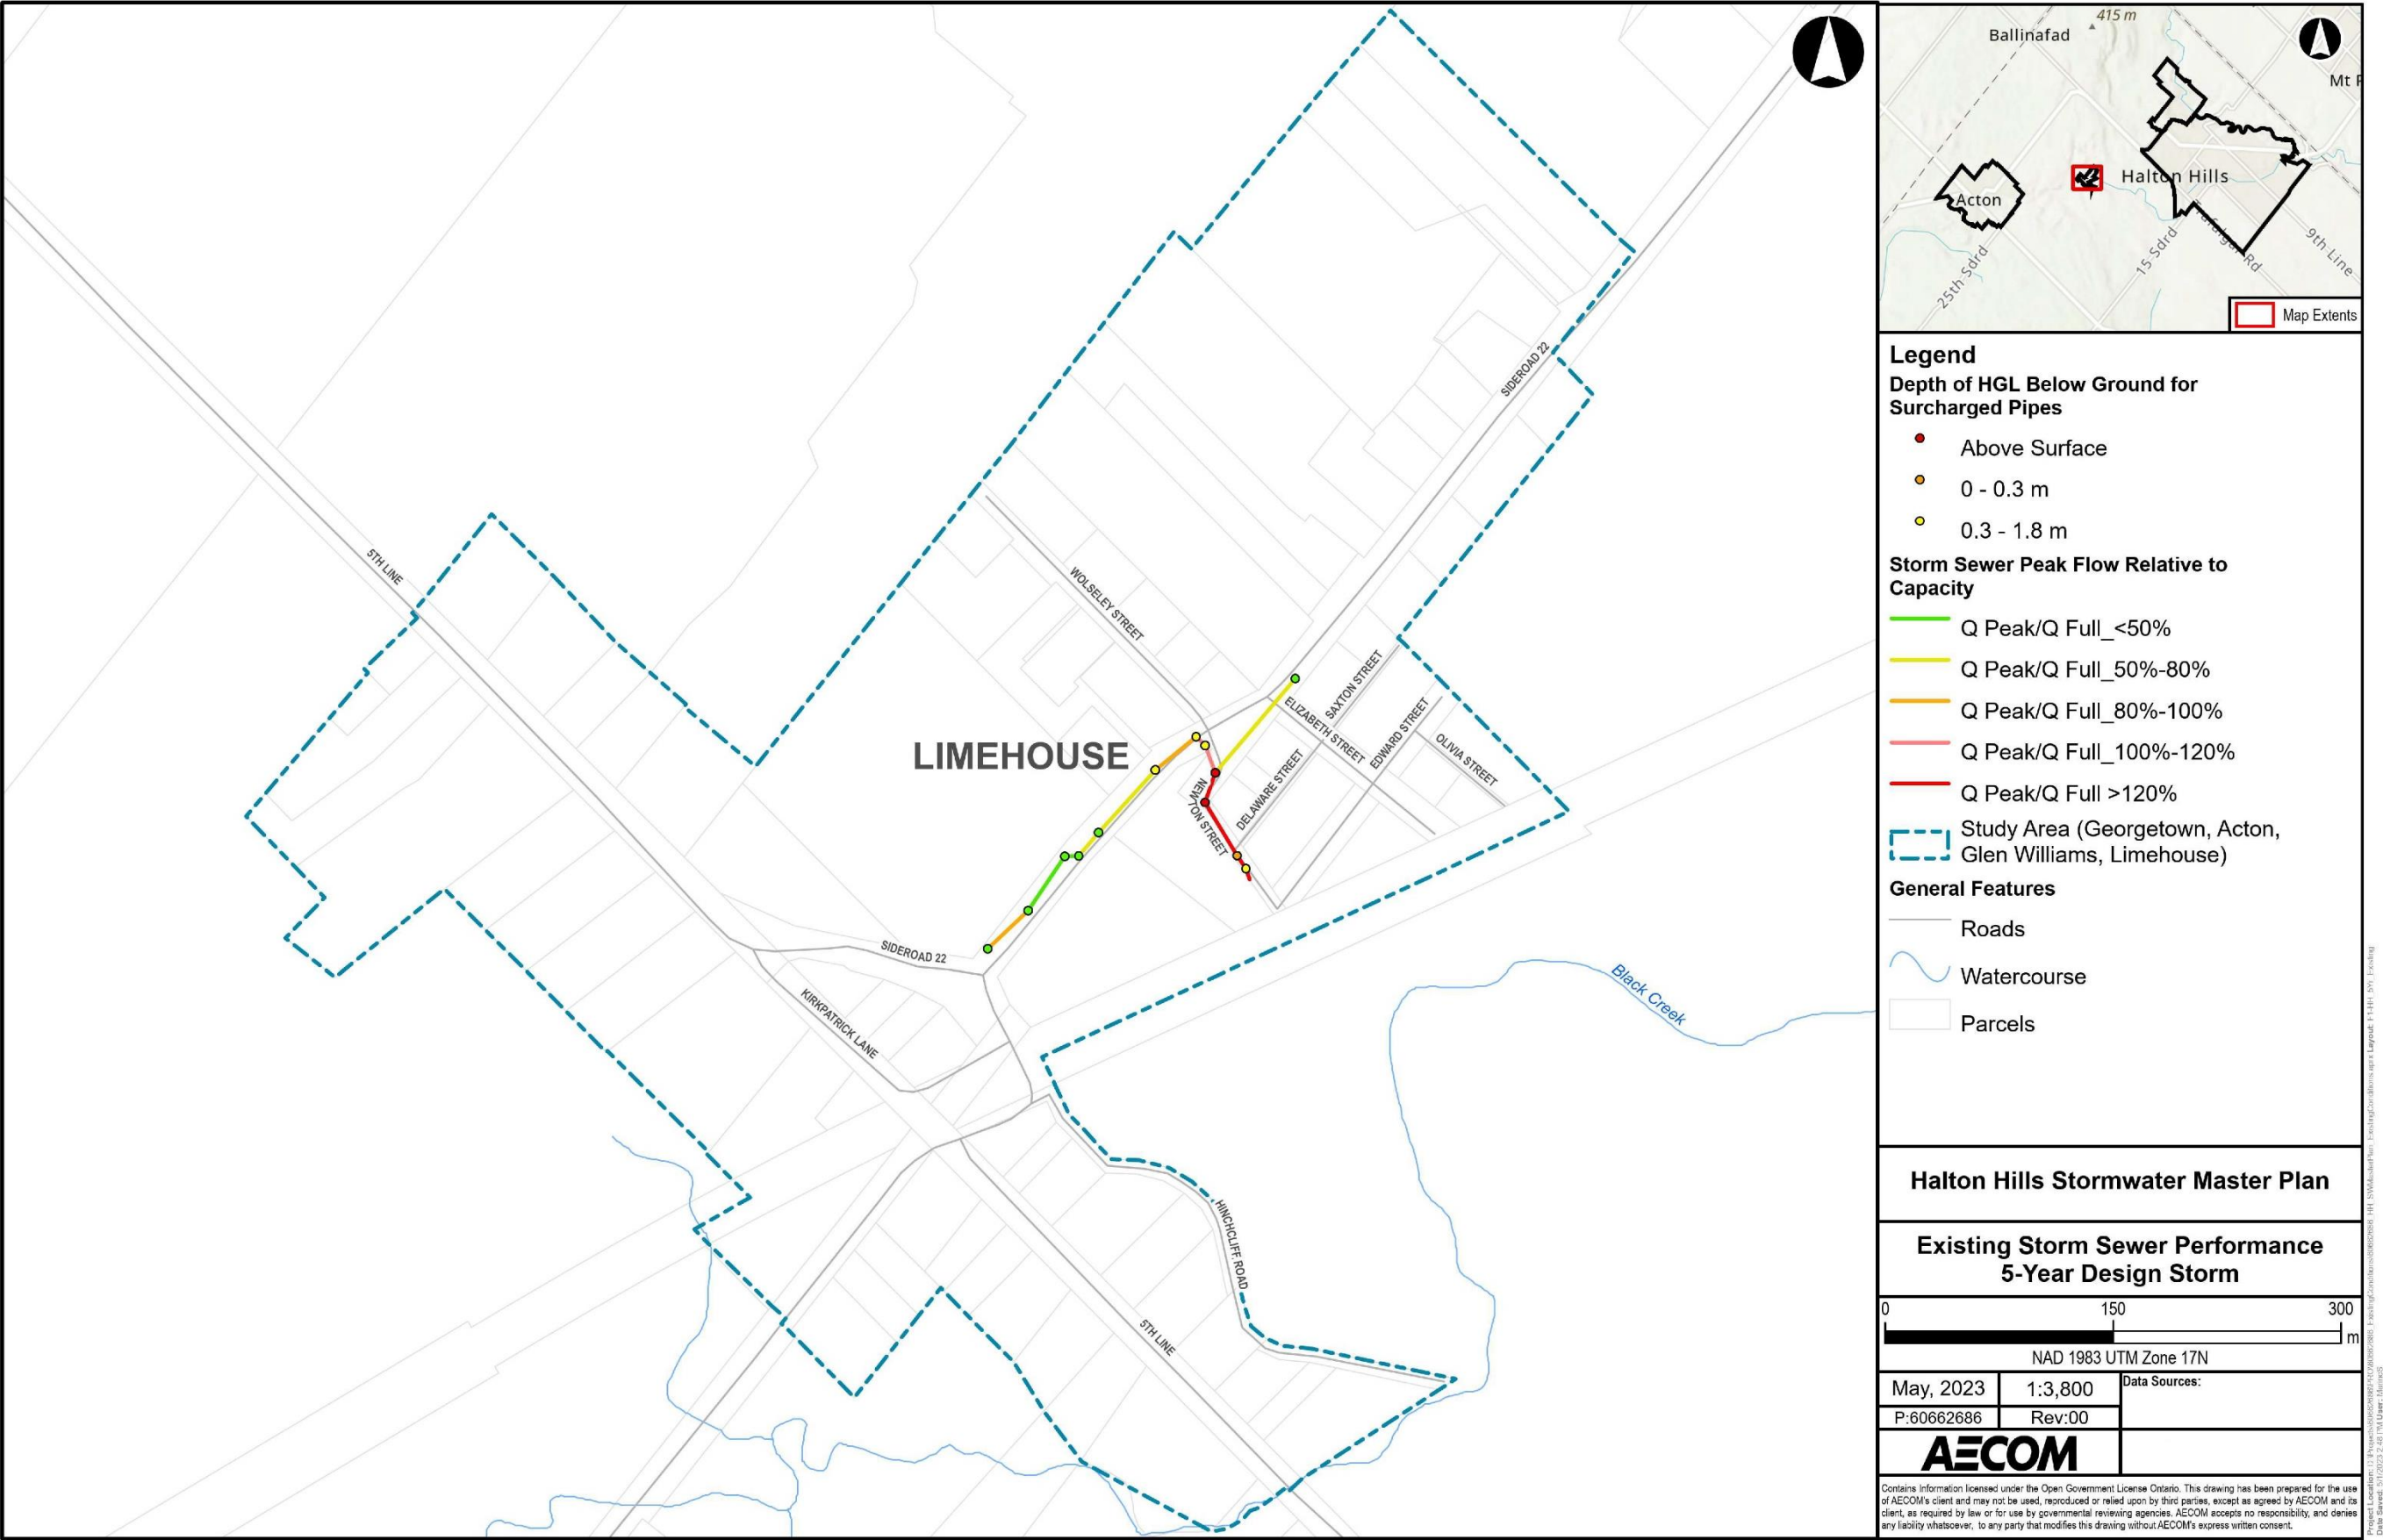 5TH LINE
WOLSELEY STREET
SIDEROAD 22
SAXTON STREET
ELIZABETH STREET
EDWARD STREET
OLIVIA STREET
DELAWARE STREET
NEW
TON STREET
LIMEHOUSE
SIDEROAD 22
KIRKPATRICK LANE
Black Creek
HINCHCLIFF ROAD
5TH LINE
415 m
Ballinafad
Halton Hills
Acton
25th Sdrd
15 Sdrd
9th Line
Map Extents
Legend
Depth of HGL Below Ground for
Surcharged Pipes
Above Surface
0 - 0.3 m
0.3 - 1.8 m
Storm Sewer Peak Flow Relative to
Capacity
Q Peak/Q Full_<50%
Q Peak/Q Full_50%-80%
Q Peak/Q Full_80%-100%
Q Peak/Q Full_100%-120%
Q Peak/Q Full >120%
Study Area (Georgetown, Acton,
Glen Williams, Limehouse)
General Features
Roads
Watercourse
Parcels
Halton Hills Stormwater Master Plan
Existing Storm Sewer Performance
5-Year Design Storm
0 150 300
m
NAD 1983 UTM Zone 17N
May, 2023 1:3,800 Data Sources:
P:60662686 Rev:00
AECOM
Contains Information licensed under the Open Government License Ontario. This drawing has been prepared for the use
of AECOM's client and may not be used, reproduced or relied upon by third parties, except as agreed by AECOM and its
client, as required by law or for use by governmental reviewing agencies. AECOM accepts no responsibility, and denies
any liability whatsoever, to any party that modifies this drawing without AECOM's express written consent.